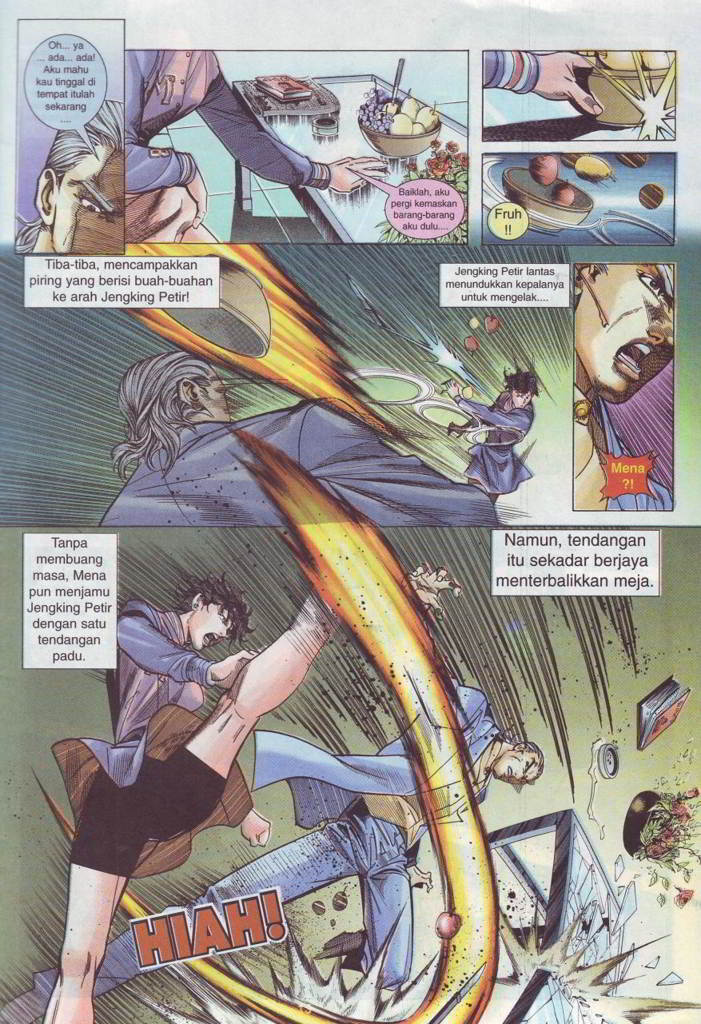 Oh... ya
... ada, ada!
Aku mahu
kau tinggal di
tempat itulah
sekarang
....
Baiklah, aku
pergi kemaskan
barang-barang
aku dulu....
Fruh
!!
Tiba-tiba, mencampakkan
piring yang berisi buah-buahan
ke arah Jengking Petir!
Jengking Petir lantas
menundukkan kepalanya
untuk mengelak....
Mena
?!
Tanpa
membuang
masa, Mena
pun menjamu
Jengking Petir
dengan satu
tendangan
padu.
Namun, tendangan
itu sekadar berjaya
menterbalikkan meja.
HIAH!